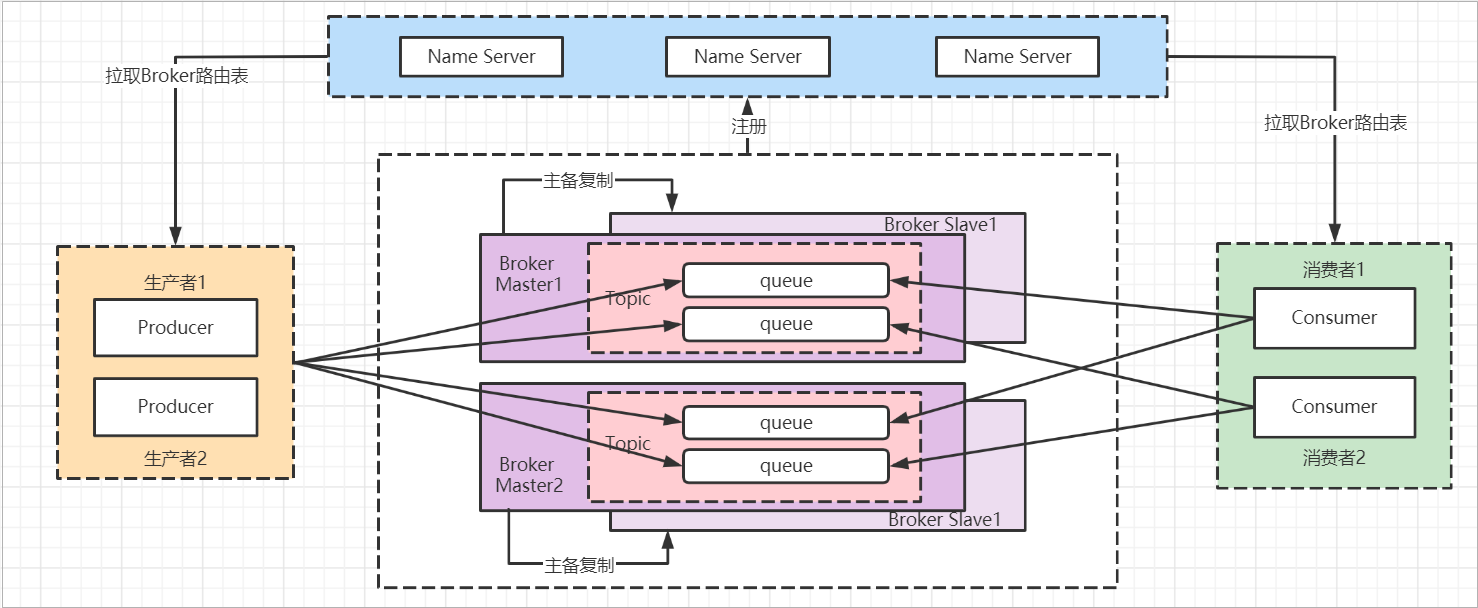 Name Server
Name Server
Name Server
拉取Broker路由表
拉取Broker路由表
注册
主备复制
Broker Slave1
Broker
Master1
Topic
queue
queue
生产者1
Producer
Producer
生产者2
消费者1
Consumer
Consumer
消费者2
Broker
Master2
Topic
queue
queue
Broker Slave1
主备复制